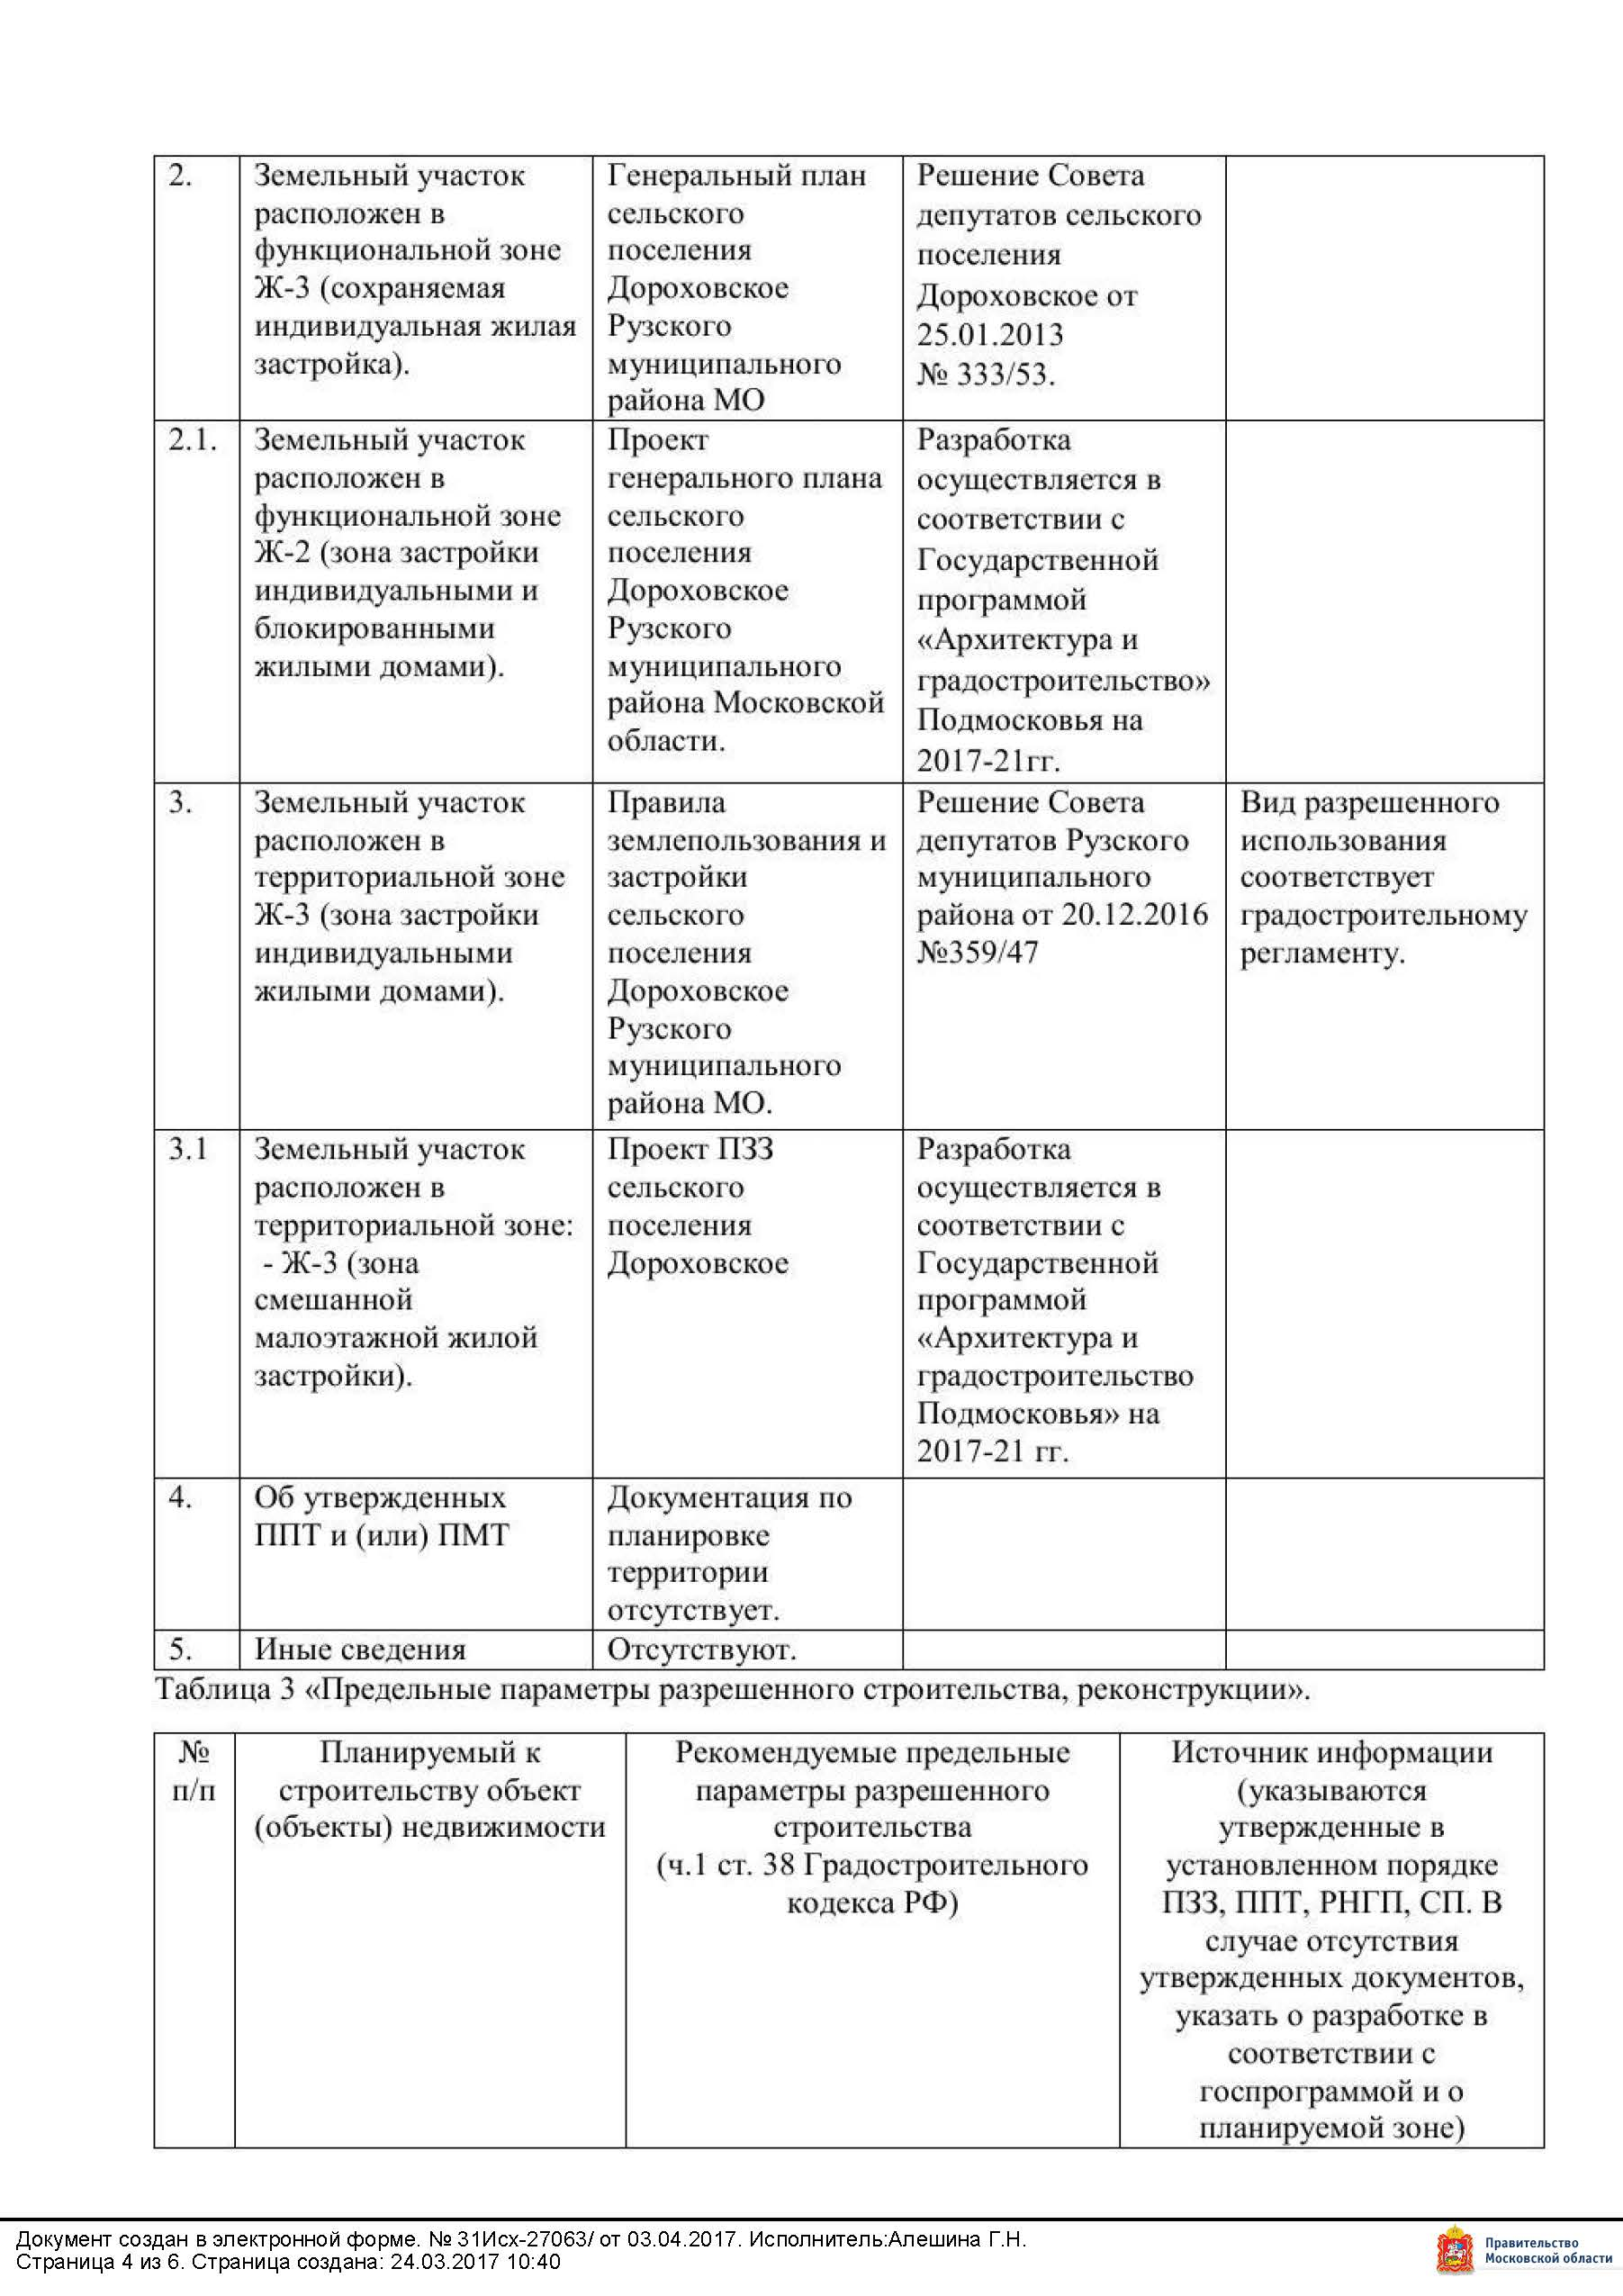 2.
Земельный участок
расположен в
функциональной зоне
Ж-3 (сохраняемая
индивидуальная жилая
застройка).
Генеральный план
сельского
поселения
Дороховское
Рузского
муниципального
района МО
Решение Совета
депутатов сельского
поселения
Дороховское от
25.01.2013
№ 333/53.
2.1.
Земельный участок
расположен в
функциональной зоне
Ж-2 (зона застройки
индивидуальными и
блокированными
жилыми домами).
Проект
генерального плана
сельского
поселения
Дороховское
Рузского
муниципального
района Московской
области.
Разработка
осуществляется в
соответствии с
Государственной
программой
«Архитектура и
градостроительство»
Подмосковья на
2017-21гг.
3.
Земельный участок
расположен в
территориальной зоне
Ж-3 (зона застройки
индивидуальными
жилыми домами).
Правила
землепользования и
застройки
сельского
поселения
Дороховское
Рузского
муниципального
района МО.
Решение Совета
депутатов Рузского
муниципального
района от 20.12.2016
№359/47
Вид разрешенного
использования
соответствует
градостроительному
регламенту.
3.1
Земельный участок
расположен в
территориальной зоне:
- Ж-3 (зона
смешанной
малоэтажной жилой
застройки).
Проект ПЗЗ
сельского
поселения
Дороховское
Разработка
осуществляется в
соответствии с
Государственной
программой
«Архитектура и
градостроительство
Подмосковья» на
2017-21 гг.
4.
Об утвержденных
ППТ и (или) ПМТ
Документация по
планировке
территории
отсутствует.
5.
Иные сведения
Отсутствуют.
Таблица 3 «Предельные параметры разрешенного строительства, реконструкции».
№
п/п
Планируемый к
строительству объект
(объекты) недвижимости
Рекомендуемые предельные
параметры разрешенного
строительства
(ч.1 ст. 38 Градостроительного
кодекса РФ)
Источник информации
(указываются
утвержденные в
установленном порядке
ПЗЗ, ППТ, РНГП, СП. В
случае отсутствия
утвержденных документов,
указать о разработке в
соответствии с
госпрограммой и о
планируемой зоне)
Документ создан в электронной форме. № 31Исх-27063/ от 03.04.2017. Исполнитель:Алешина Г.Н.
Страница 4 из 6. Страница создана: 24.03.2017 10:40
Правительство
Московской области